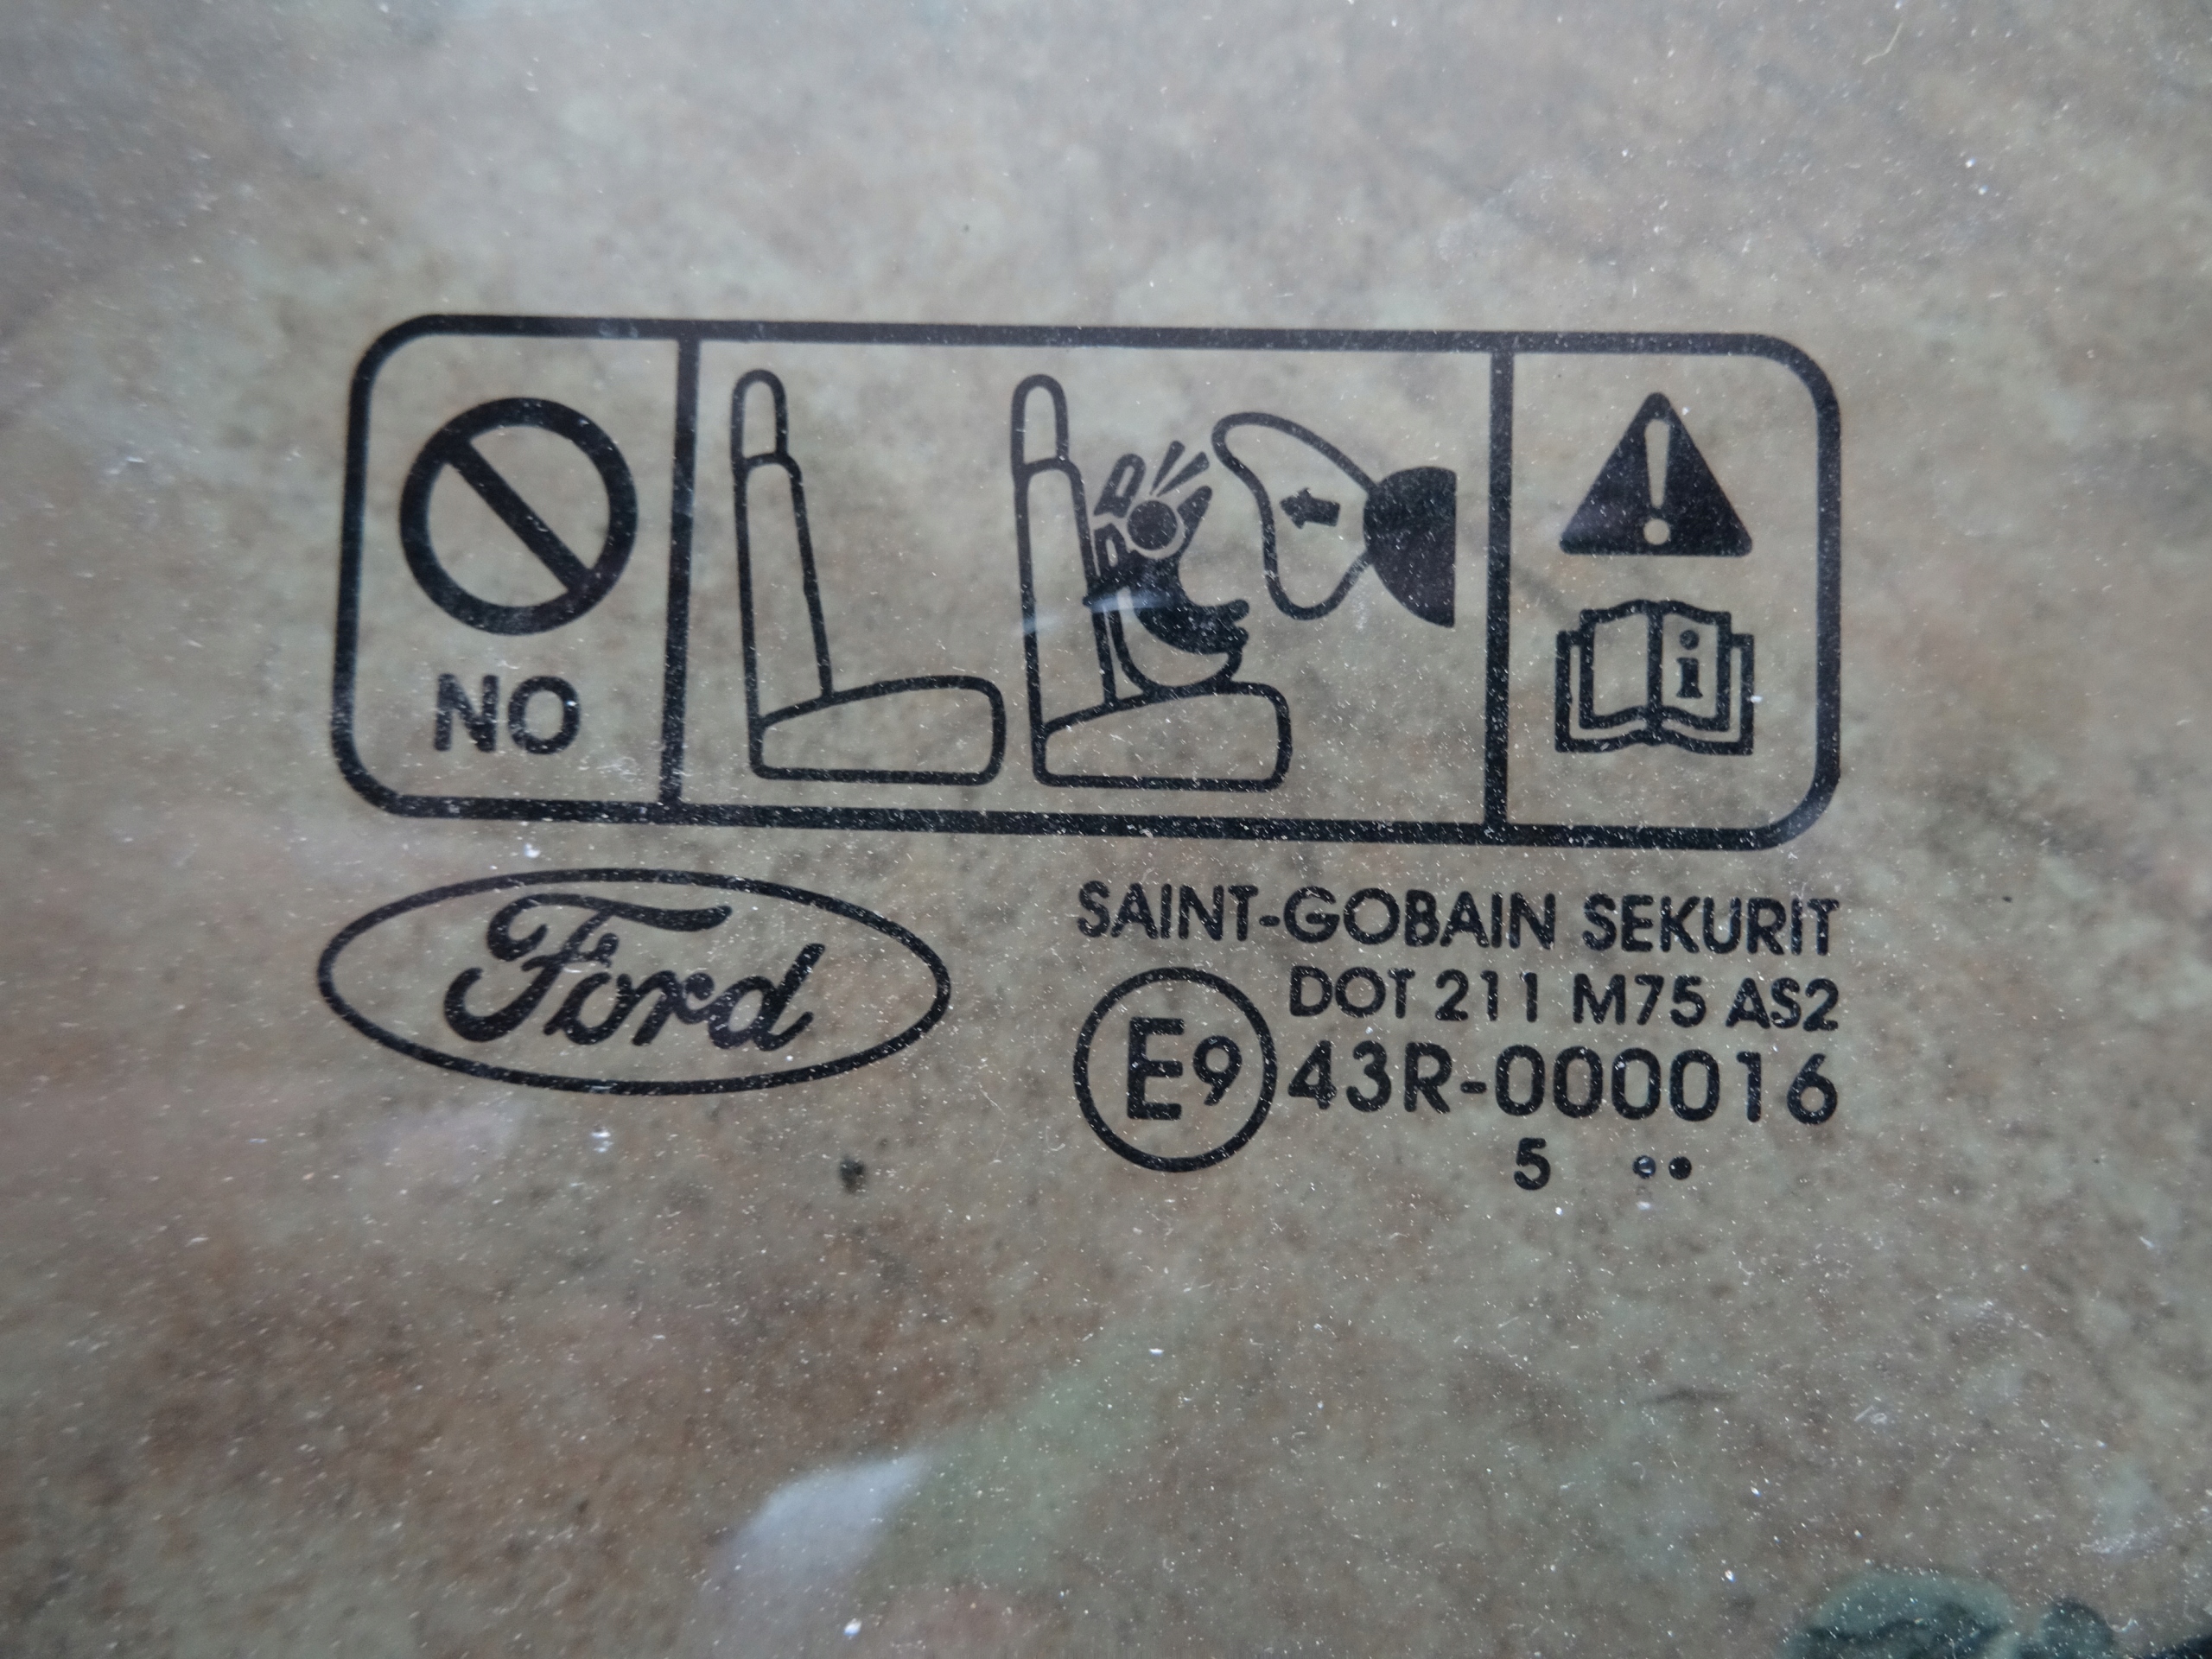 NO
i
Ford
SAINT-GOBAIN SEKURIT
DOT 211 M75 AS2
E9 43R-000016
5 ••